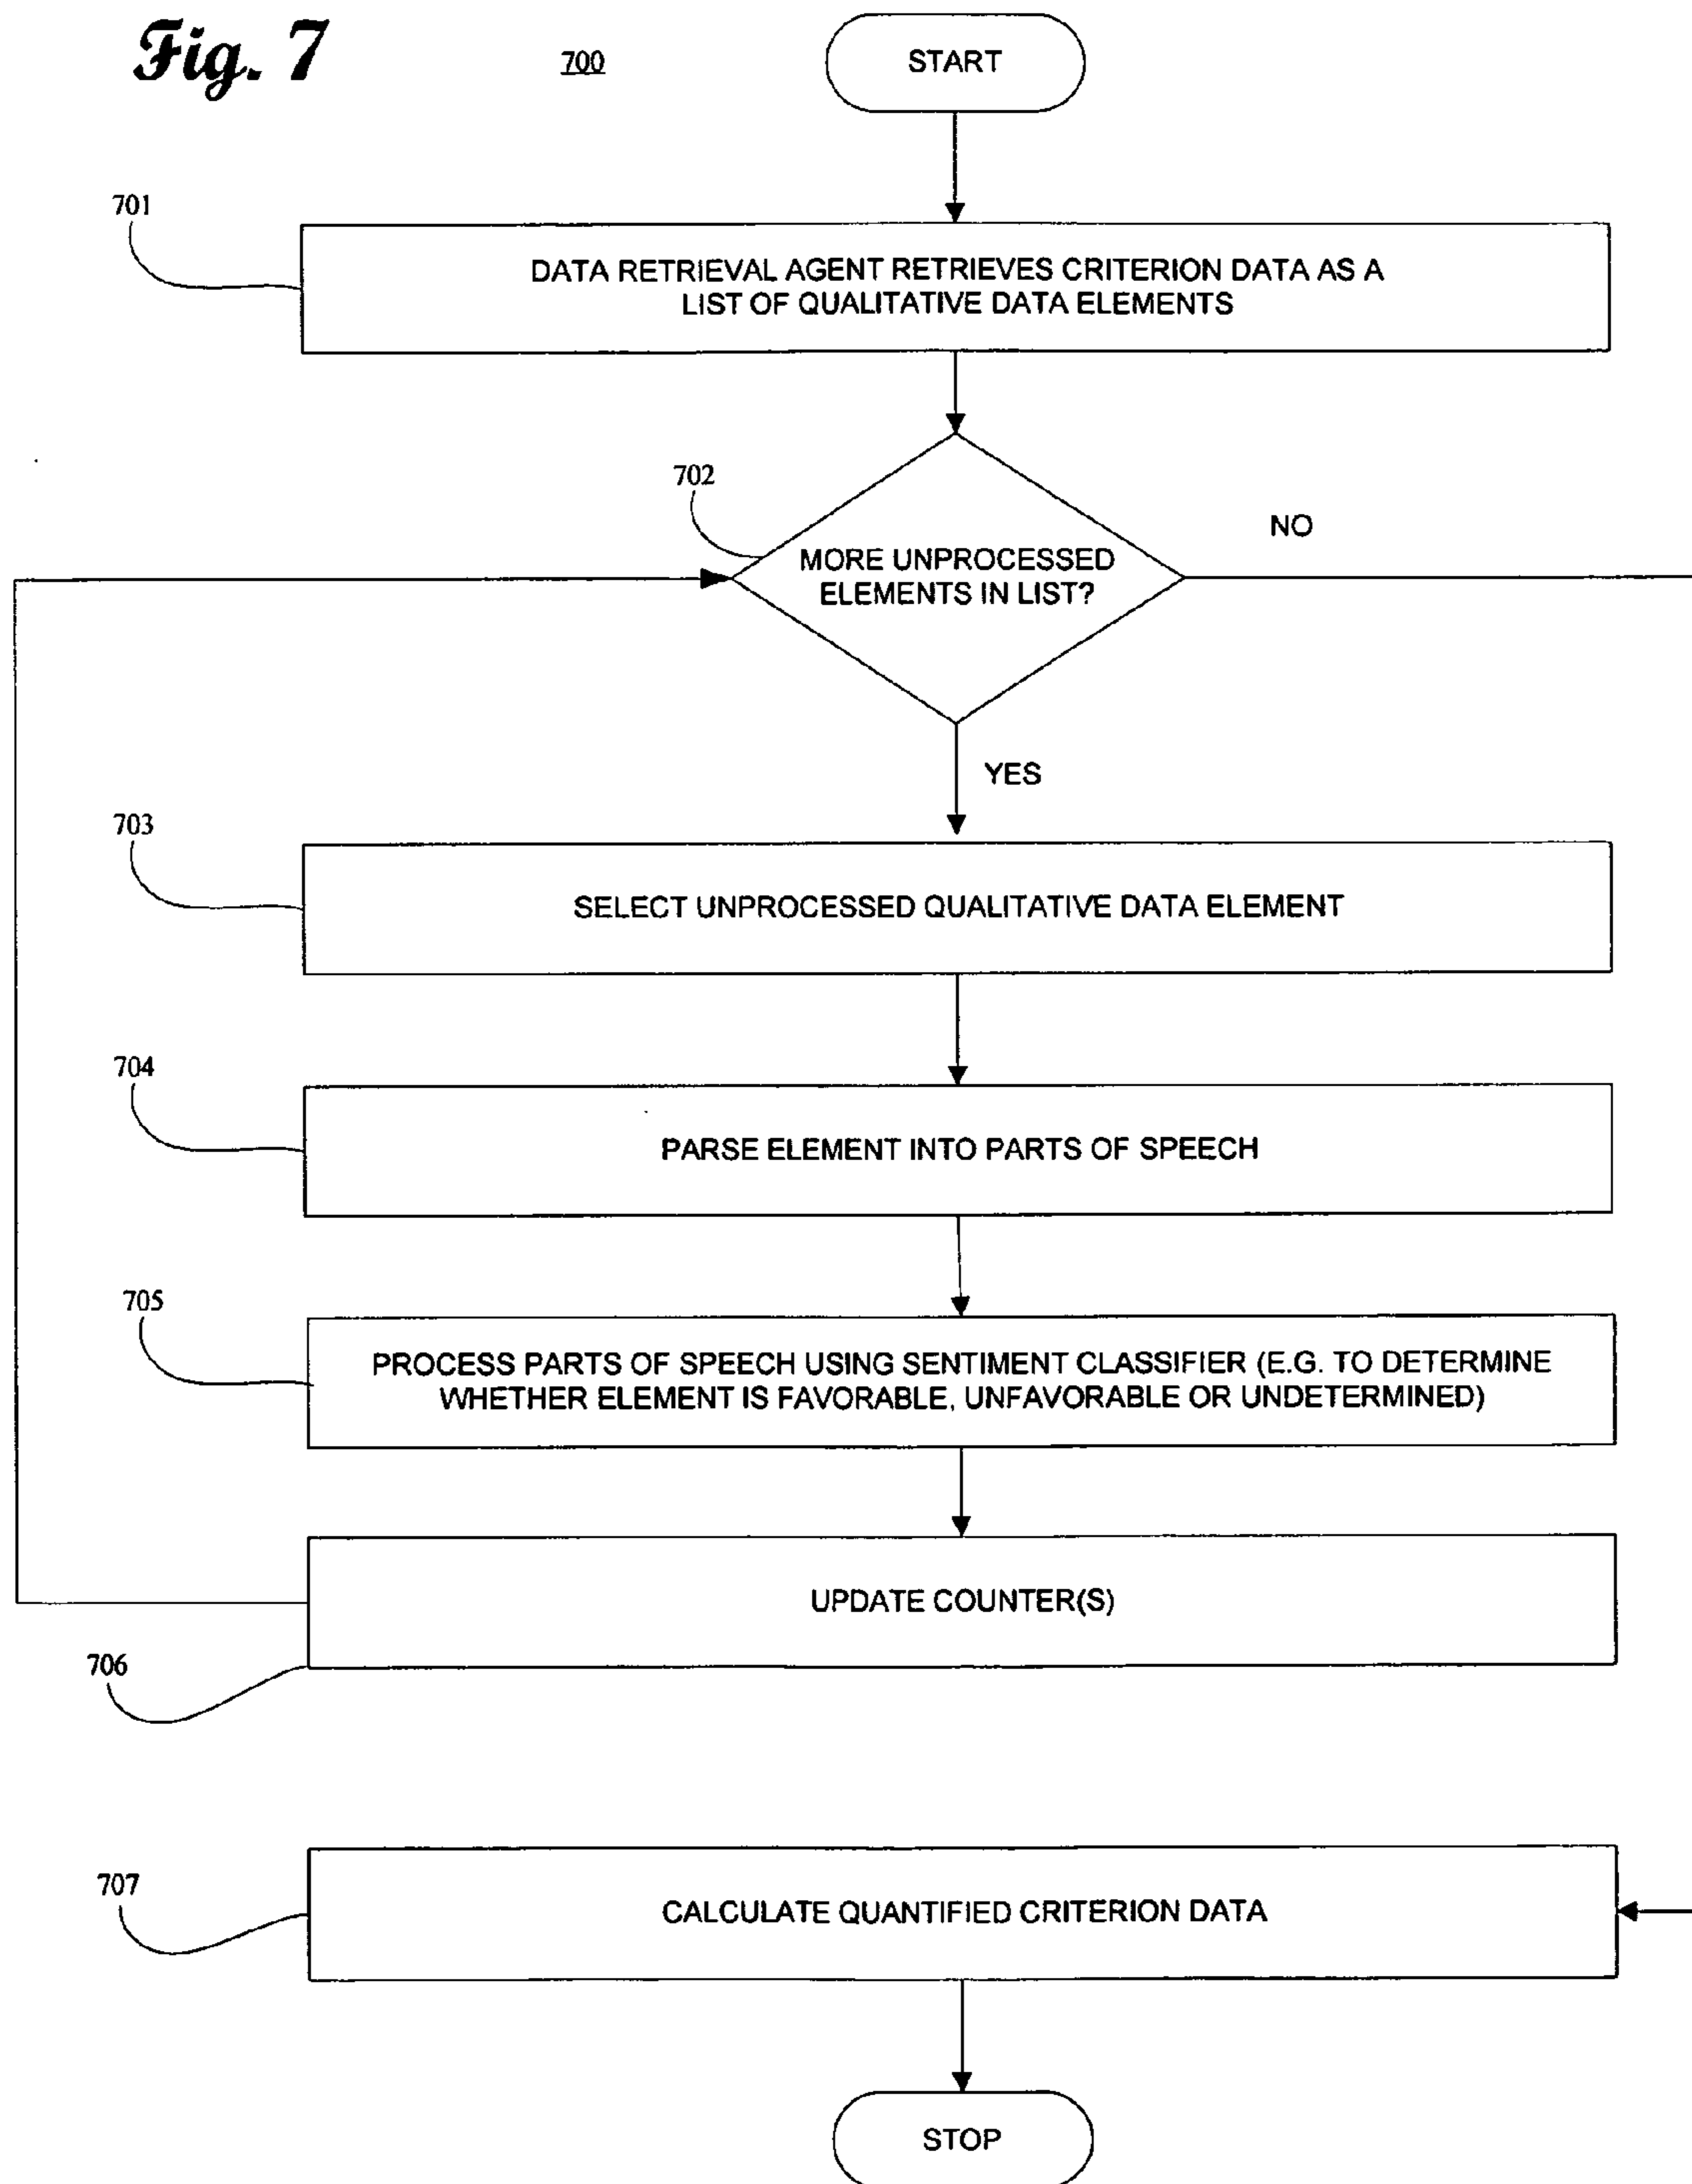 Fig. 7
700
START
701
DATA RETRIEVAL AGENT RETRIEVES CRITERION DATA AS A
LIST OF QUALITATIVE DATA ELEMENTS
702
MORE UNPROCESSED
ELEMENTS IN LIST?
NO
YES
703
SELECT UNPROCESSED QUALITATIVE DATA ELEMENT
704
PARSE ELEMENT INTO PARTS OF SPEECH
705
PROCESS PARTS OF SPEECH USING SENTIMENT CLASSIFIER (E.G. TO DETERMINE
WHETHER ELEMENT IS FAVORABLE, UNFAVORABLE OR UNDETERMINED)
UPDATE COUNTER(S)
706
707
CALCULATE QUANTIFIED CRITERION DATA
STOP